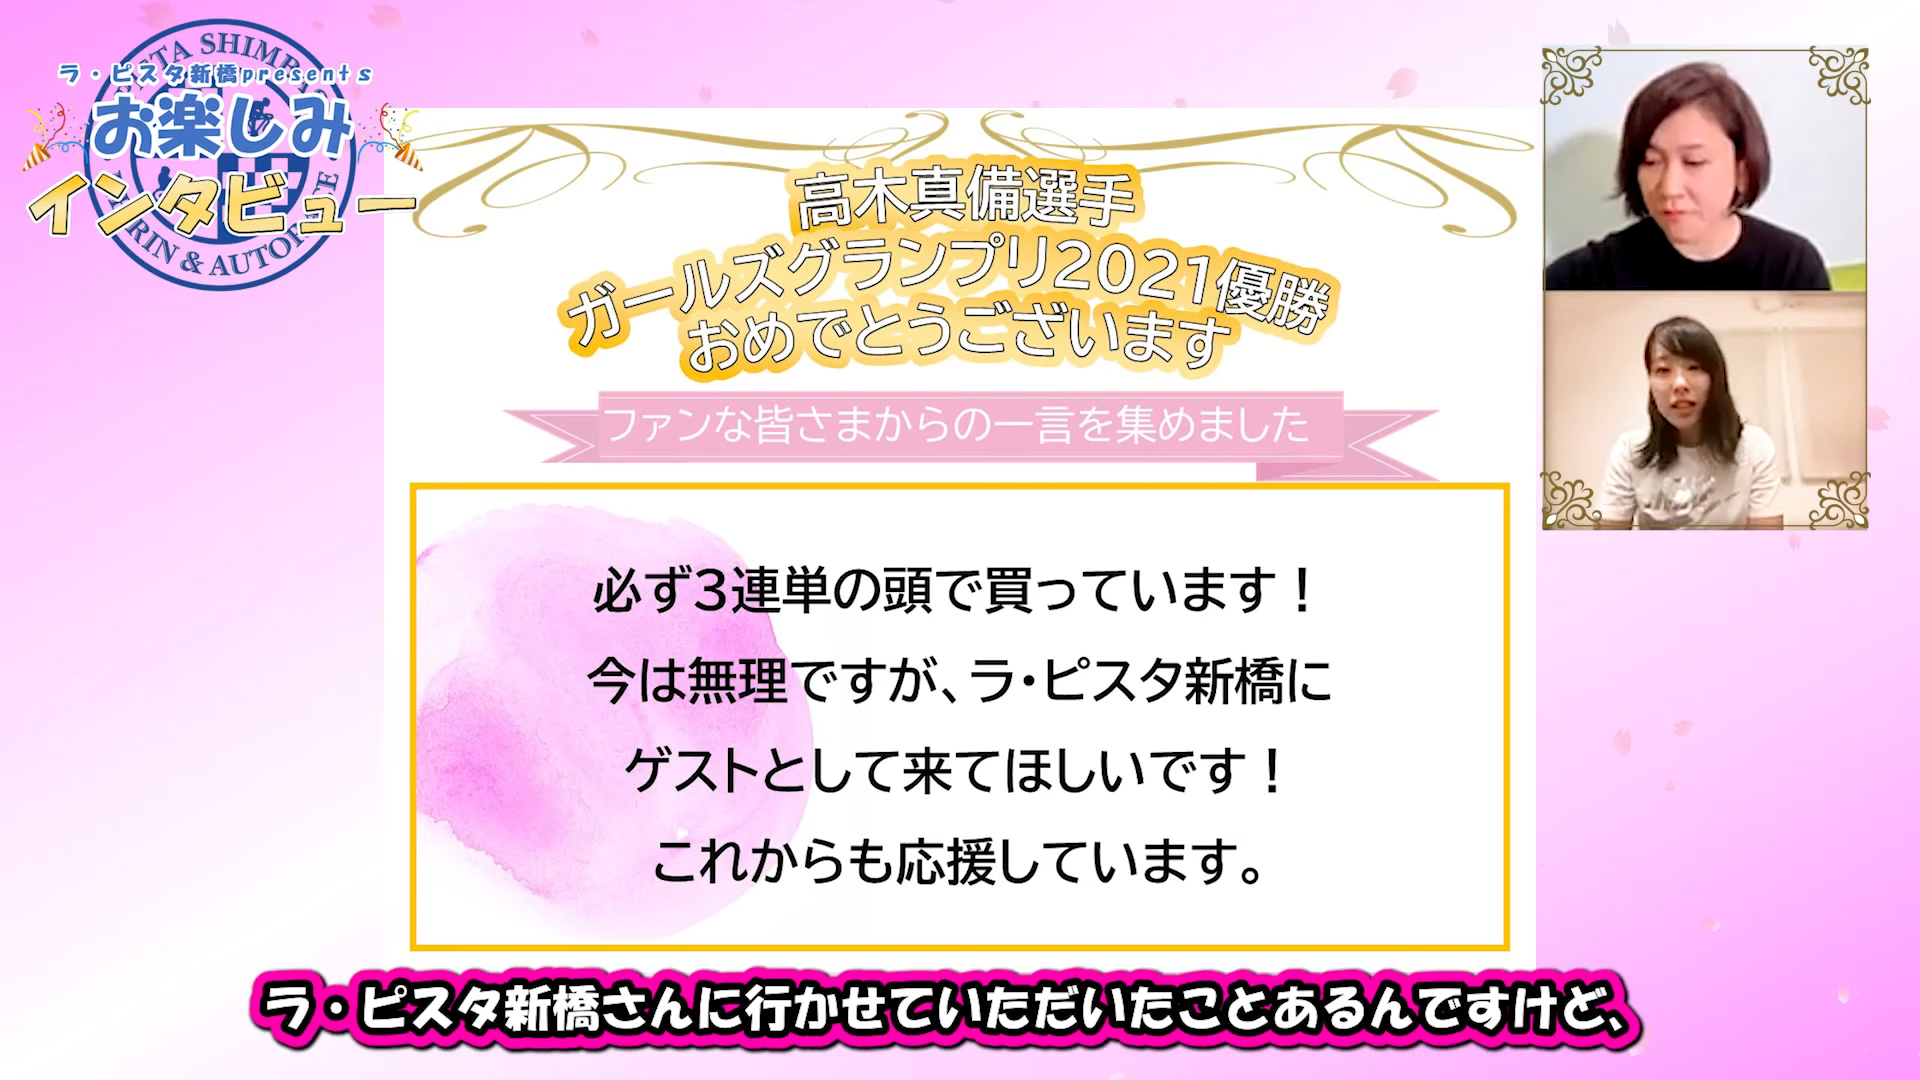 ラ・ピスタ新橋presents
お楽しみ
インタビュー
KEIRIN & AUTORACE
高木真備選手
ガールズグランプリ2021優勝
おめでとうございます
ファンな皆さまからの一言を集めました
必ず3連単の頭で買っています！
今は無理ですが、ラ・ピスタ新橋に
ゲストとして来てほしいです！
これからも応援しています。
ラ・ピスタ新橋さんに行かせていただいたことあるんですけど、